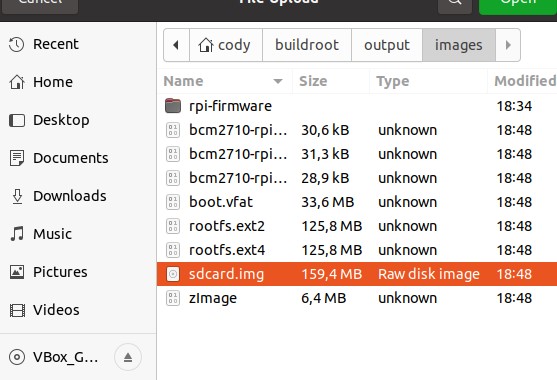 Cancel File Upload Open
Recent
Home
Desktop
Documents
Downloads
Music
Pictures
Videos
VBox_G...
cody buildroot output images
Name Size Type Modified
rpi-firmware 18:34
bcm2710-rpi... 30,6 kB unknown 18:48
bcm2710-rpi... 31,3 kB unknown 18:48
bcm2710-rpi... 28,9 kB unknown 18:48
boot.vfat 33,6 MB unknown 18:48
rootfs.ext2 125,8 MB unknown 18:48
rootfs.ext4 125,8 MB unknown 18:48
sdcard.img 159,4 MB Raw disk image 18:48
zImage 6,4 MB unknown 18:48